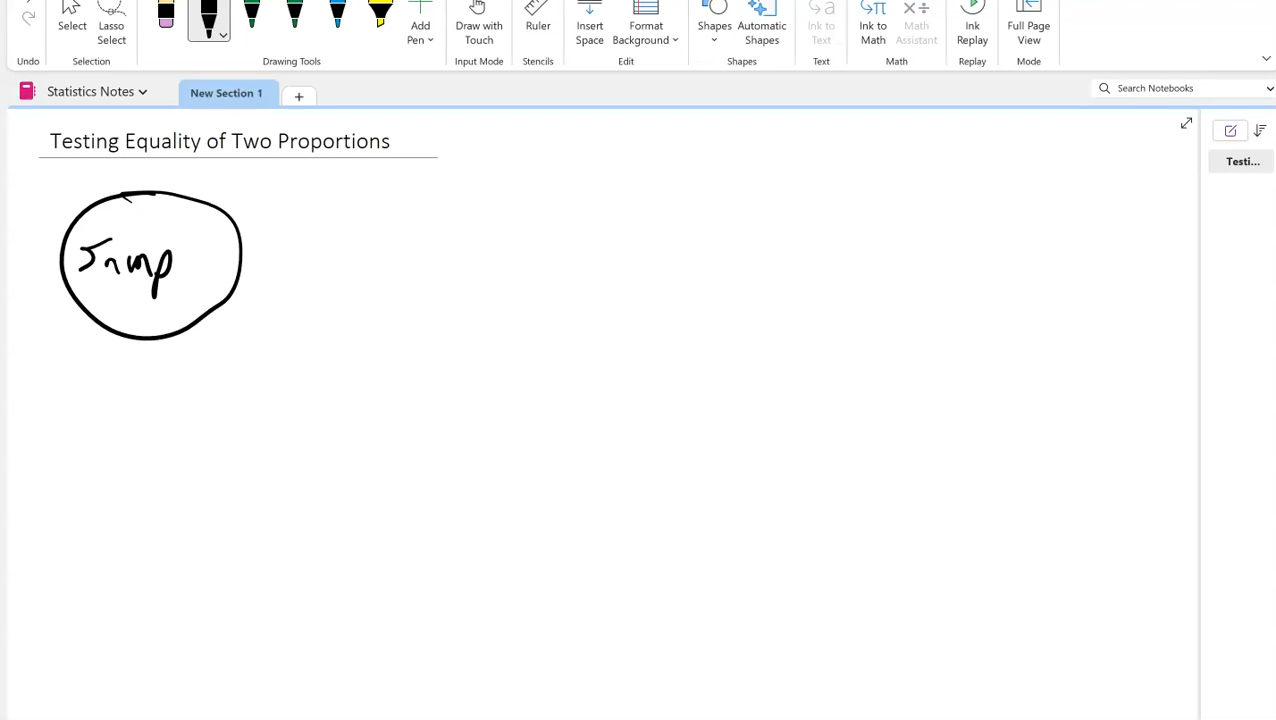 Select
Lasso
Select
Add
Pen
Draw with
Touch
Ruler
Insert
Space
Format
Background
Shapes
Automatic
Shapes
Ink to
Text
Ink to
Math
Math
Assistant
Ink
Replay
Full Page
View
Undo
Selection
Drawing Tools
Input Mode
Stencils
Edit
Shapes
Text
Math
Replay
Mode
Statistics Notes
New Section 1
Search Notebooks
Testing Equality of Two Proportions
Testi...
Samp